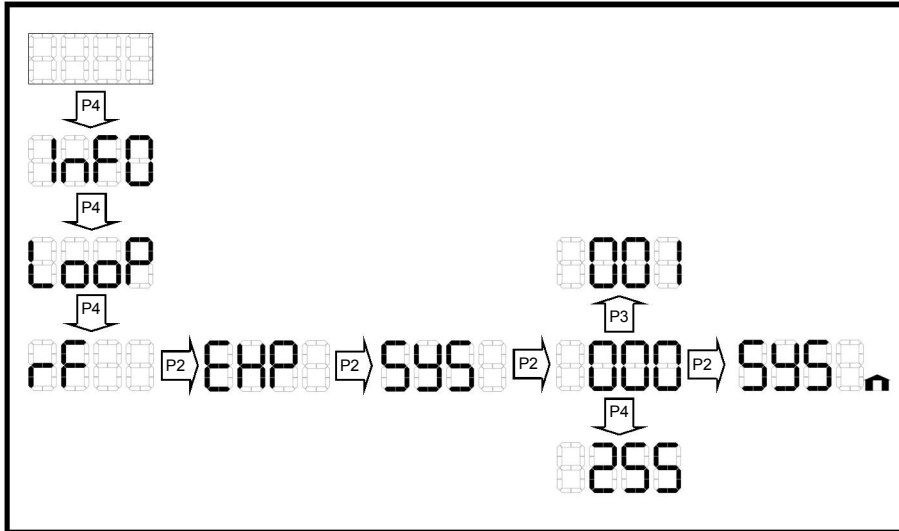 P4
InFO
P4
LooP
001
P4
P3
rF P2 EHP P2 SYS P2 000 P2 SYS
P4
255